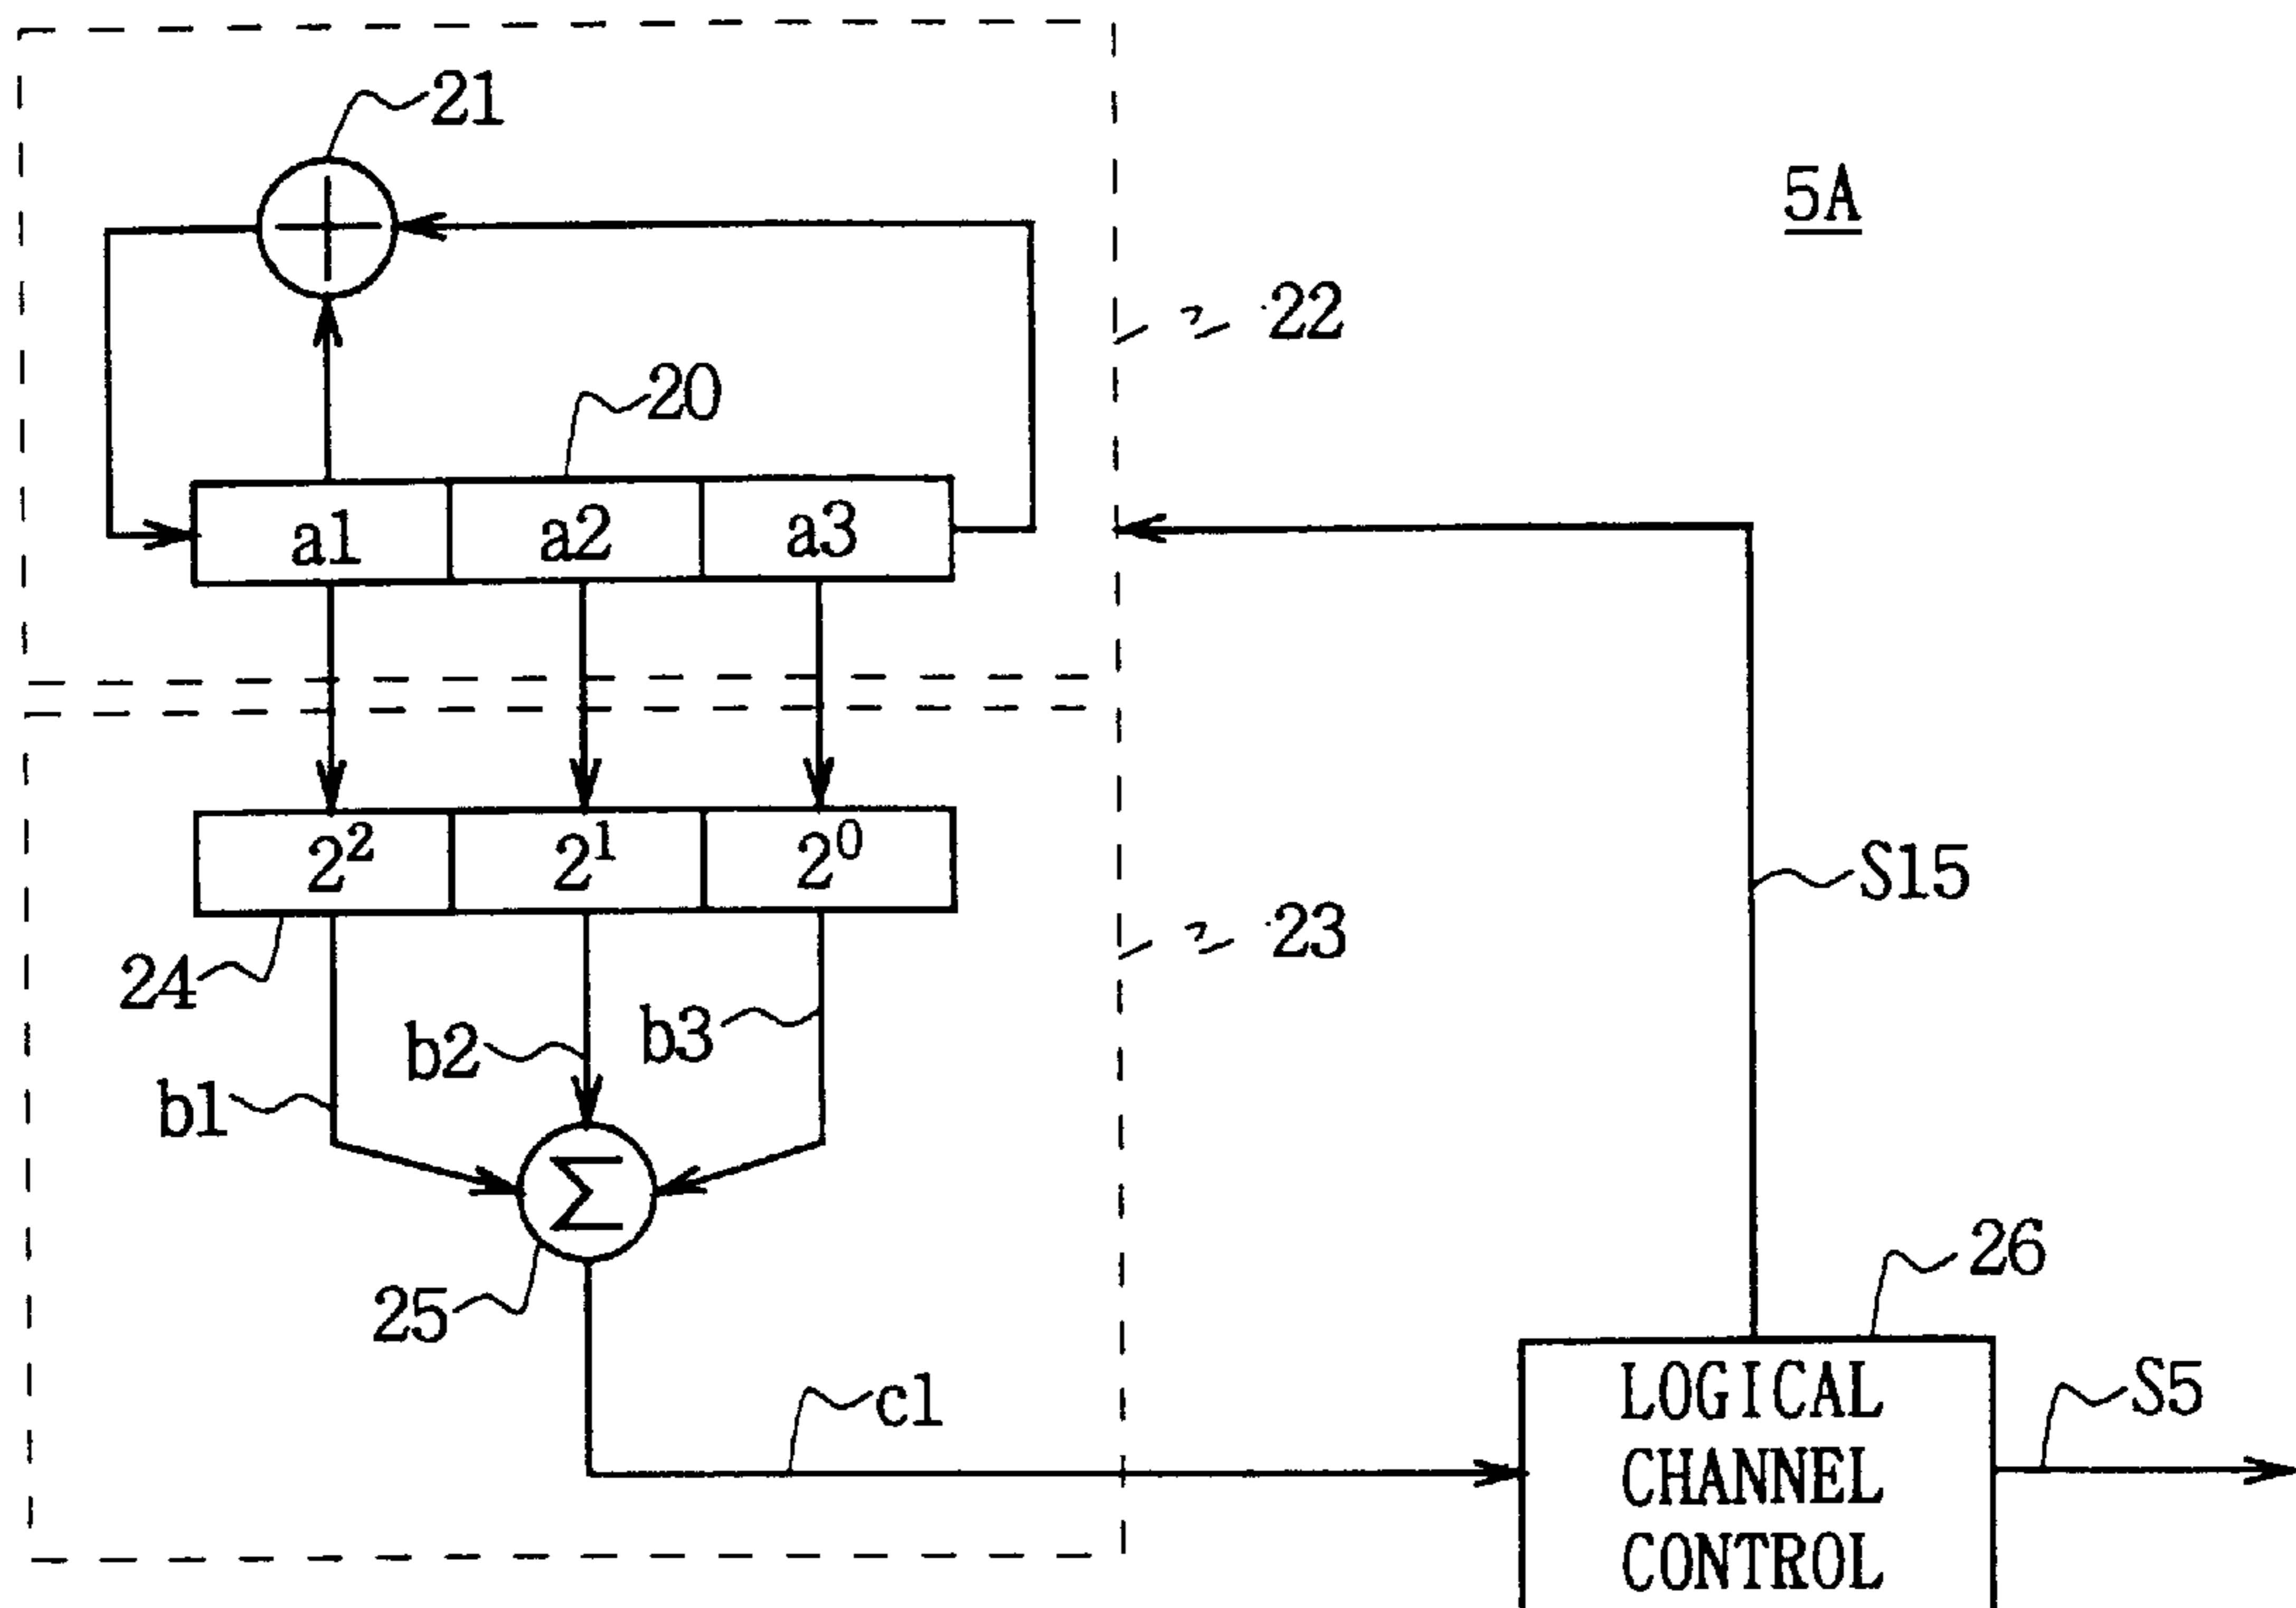 21
5A
22
20
a1 a2 a3
S15
2² 2¹ 2⁰
24
23
b1
b2
b3
25
26
c1
S5
LOGICAL
CHANNEL
CONTROL